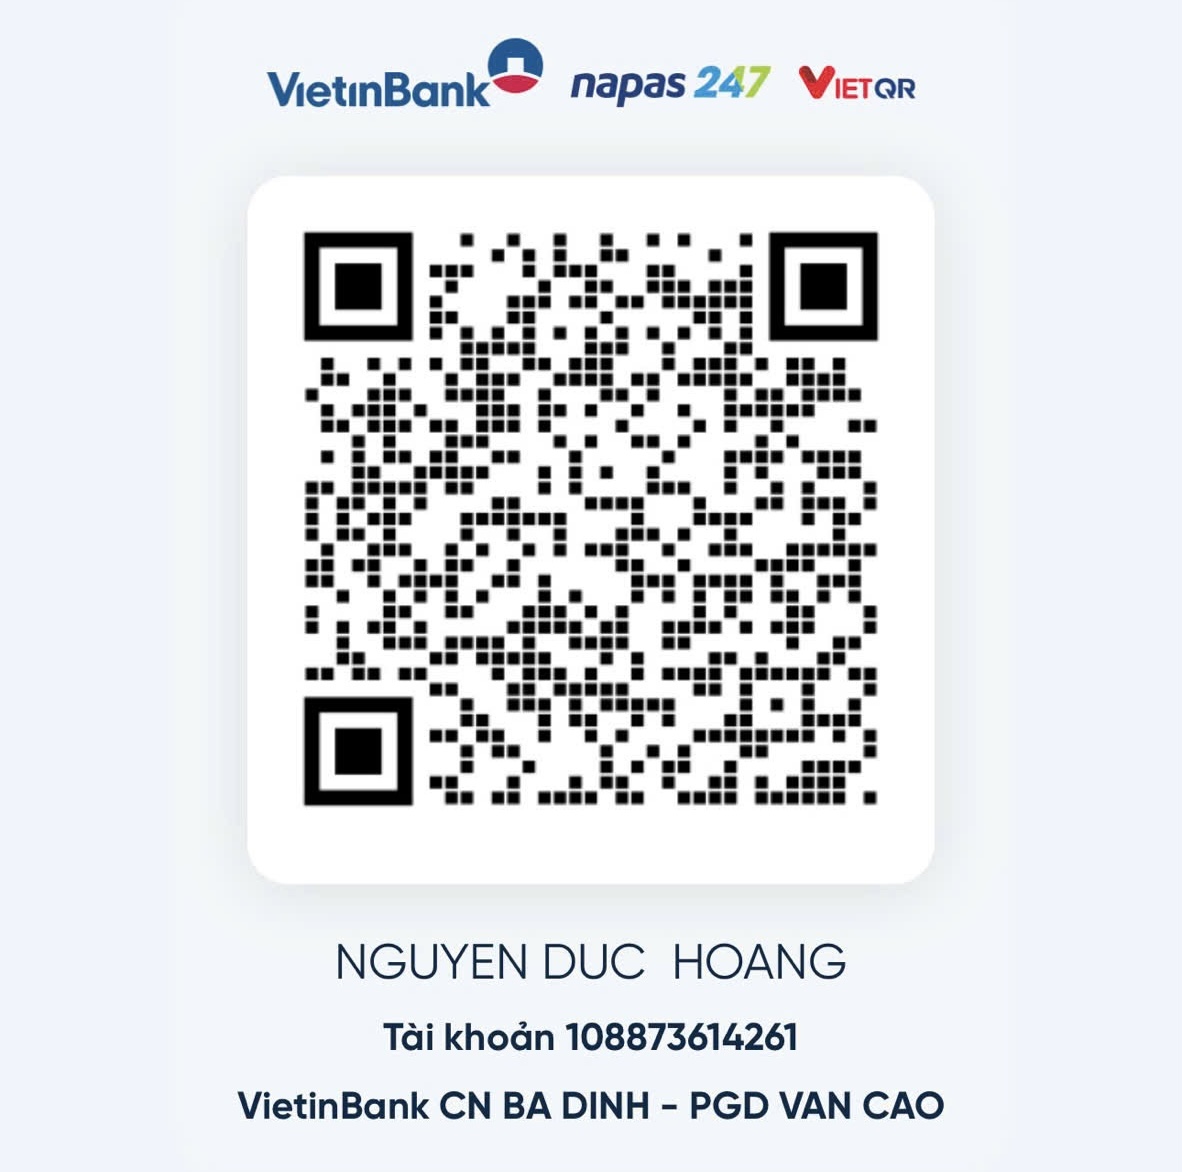 VietinBank napas 247 VIETQR
NGUYEN DUC HOANG
Tài khoản 108873614261
VietinBank CN BA DINH - PGD VAN CAO